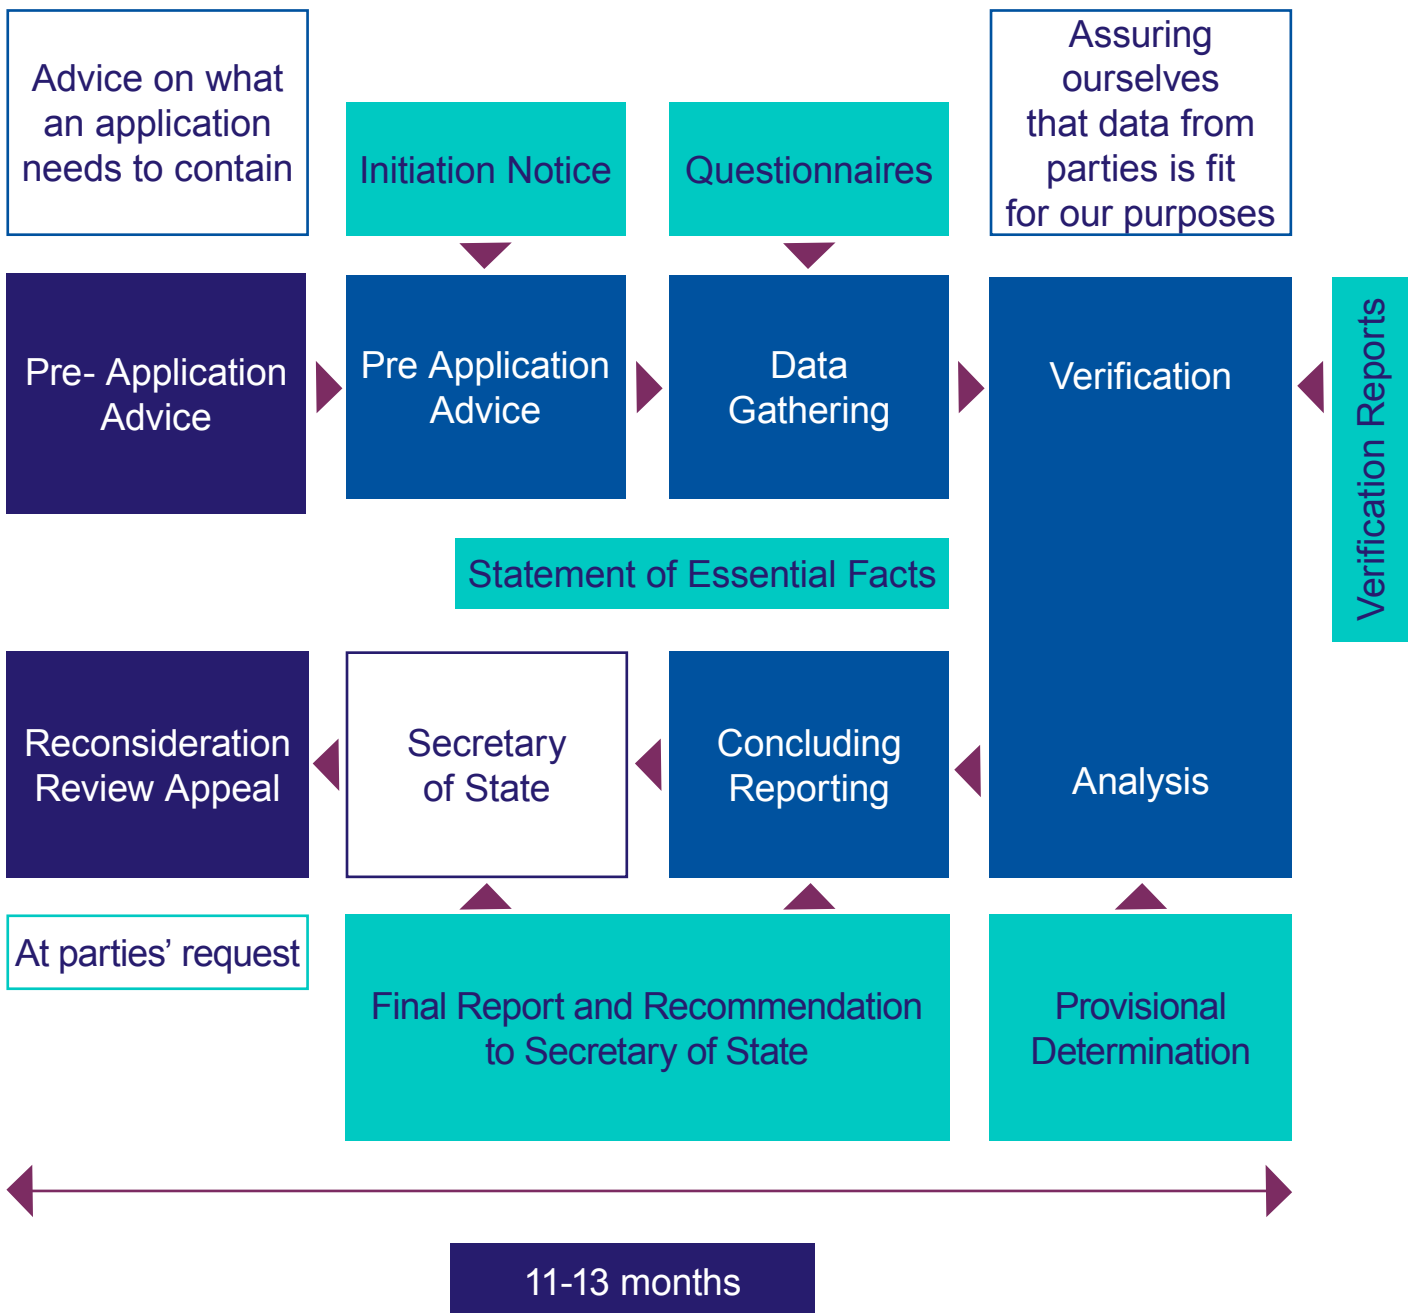 Advice on what
an application
needs to contain
Initiation Notice
Questionnaires
Assuring
ourselves
that data from
parties is fit
for our purposes
Pre- Application
Advice
Pre Application
Advice
Data
Gathering
Verification
Verification Reports
Statement of Essential Facts
Reconsideration
Review Appeal
Secretary
of State
Concluding
Reporting
Analysis
At parties’ request
Final Report and Recommendation
to Secretary of State
Provisional
Determination
11-13 months